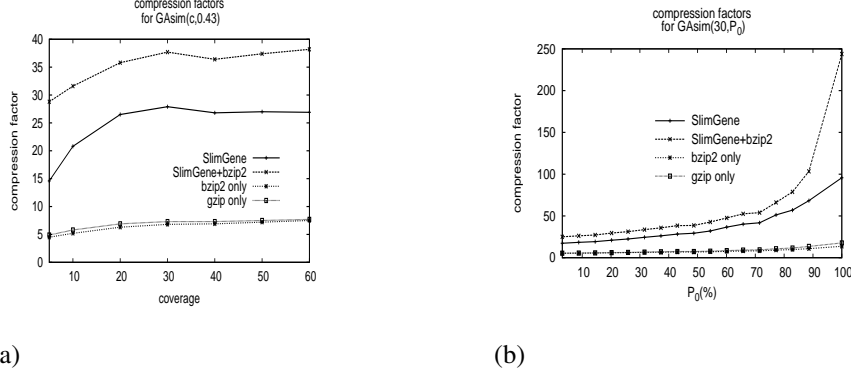 compression factors
for GAsim(c,0.43)
40
35
30
25
20
15
10
5
0
compression factor
SlimGene
SlimGene+bzip2
bzip2 only
gzip only
10 20 30 40 50 60
coverage
a)
compression factors
for GAsim(30,P0)
250
200
150
100
50
0
compression factor
SlimGene
SlimGene+bzip2
bzip2 only
gzip only
10 20 30 40 50 60 70 80 90 100
P0(%)
(b)